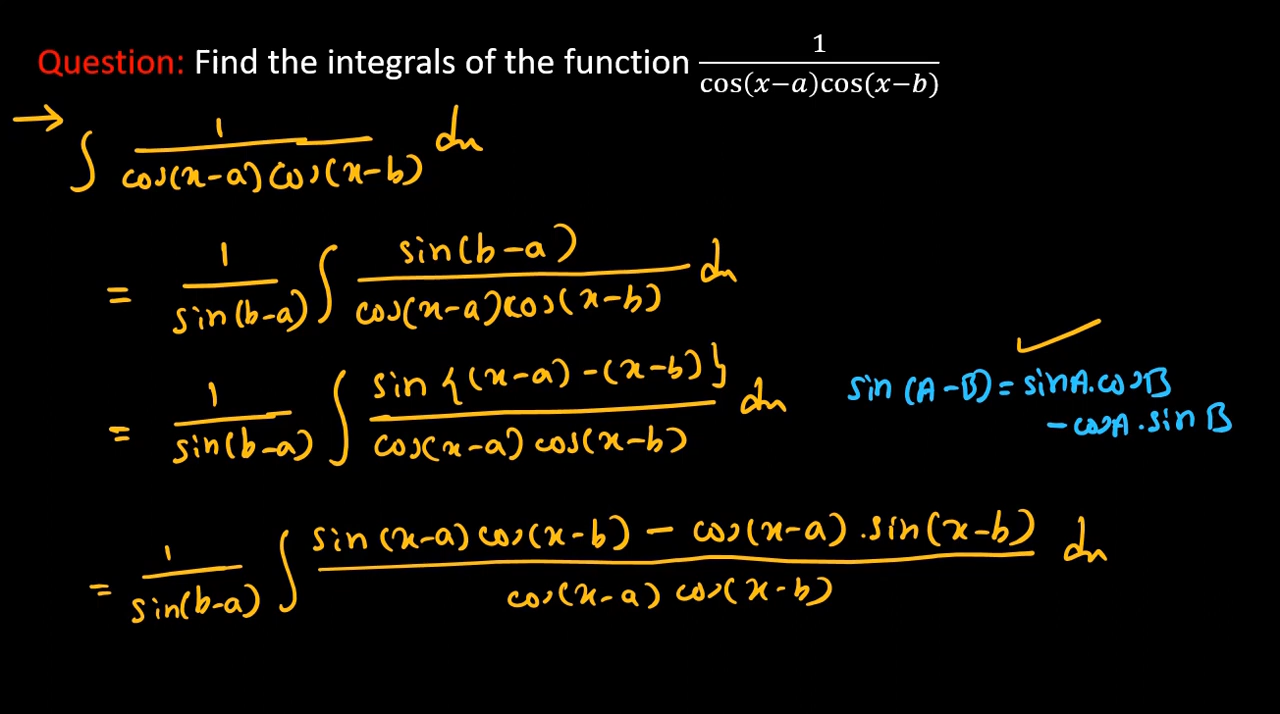 Question: Find the integrals of the function 1/(cos(x−a)cos(x−b))
→ ∫ 1/(cos(x-a) cos(x-b)) dx
= 1/sin(b-a) ∫ sin(b-a)/(cos(x-a)cos(x-b)) dx
= 1/sin(b-a) ∫ sin{(x-a)-(x-b)}/(cos(x-a) cos(x-b)) dx
sin(A-B) = sinA.cosB
-cosA.sinB
= 1/sin(b-a) ∫ (sin(x-a) cos(x-b) - cos(x-a).sin(x-b))/(cos(x-a) cos(x-b)) dx